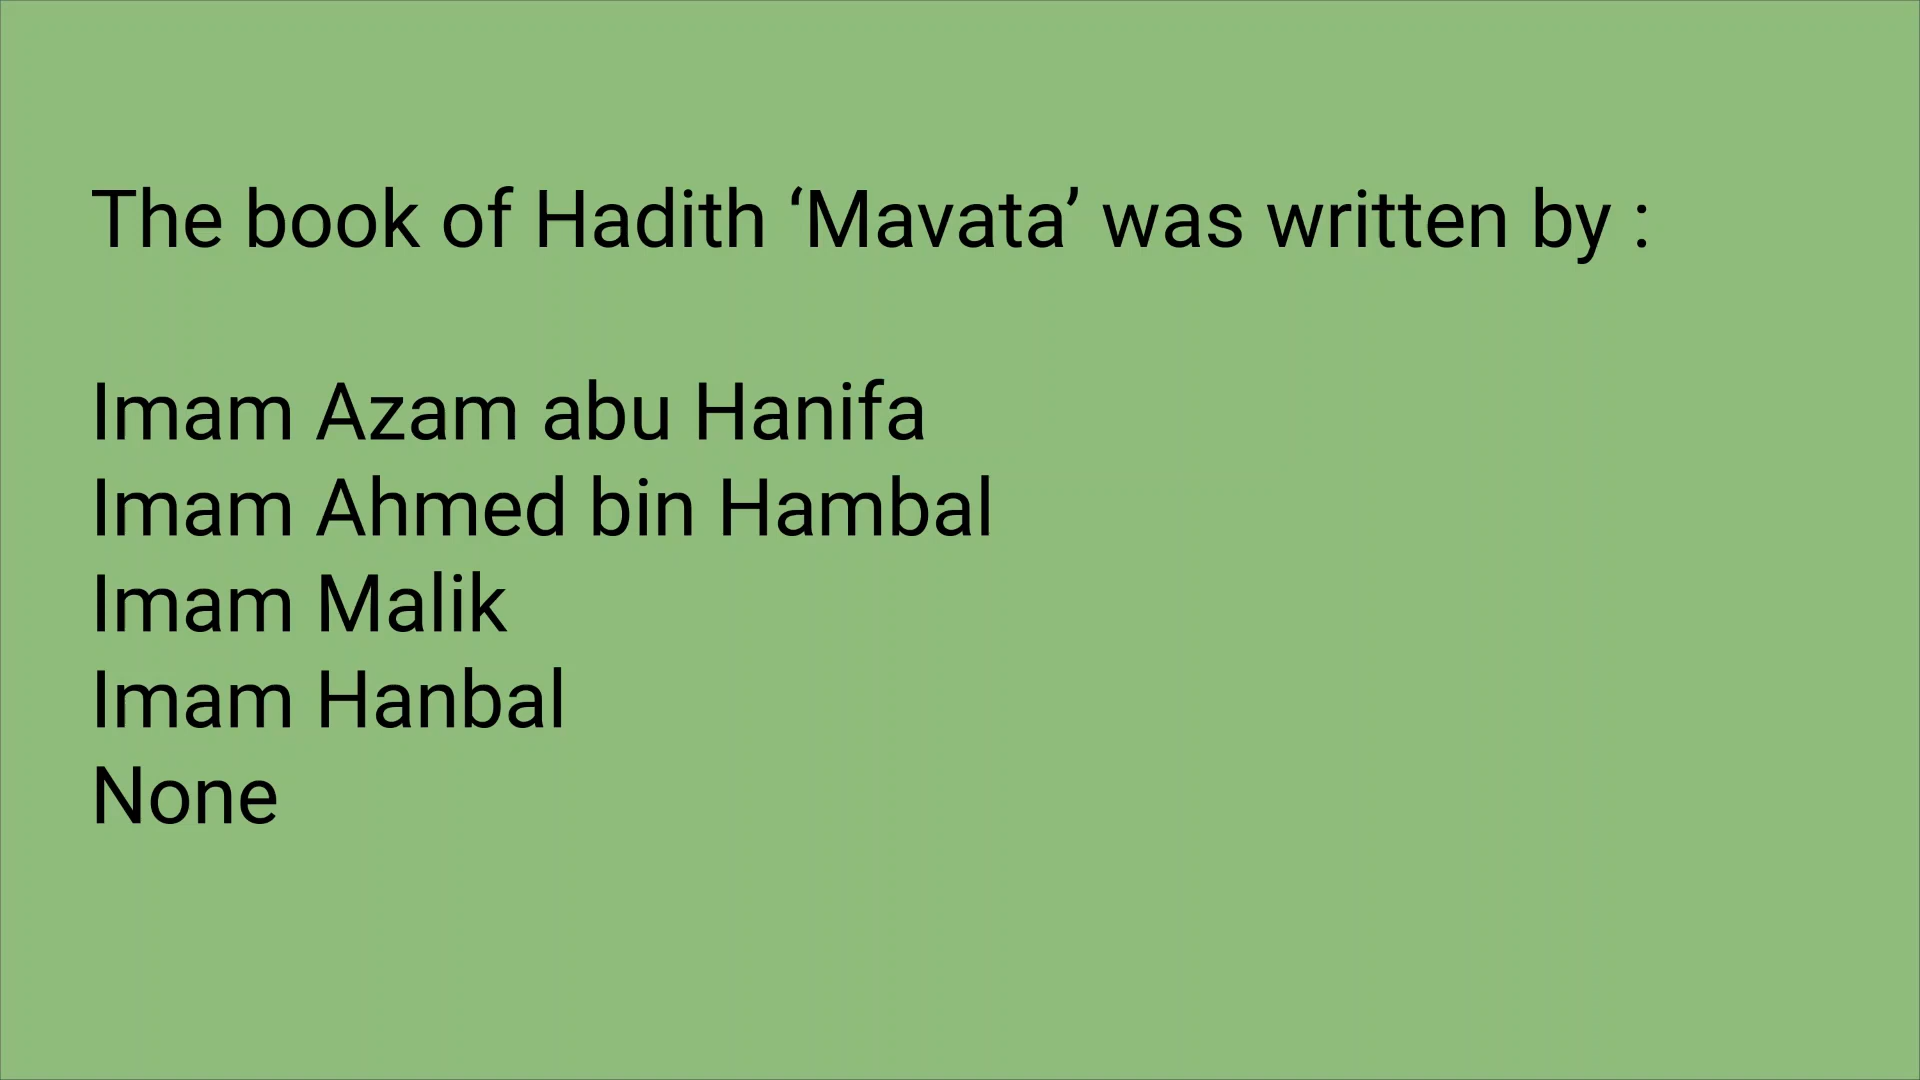 The book of Hadith ‘Mavata’ was written by :
Imam Azam abu Hanifa
Imam Ahmed bin Hambal
Imam Malik
Imam Hanbal
None